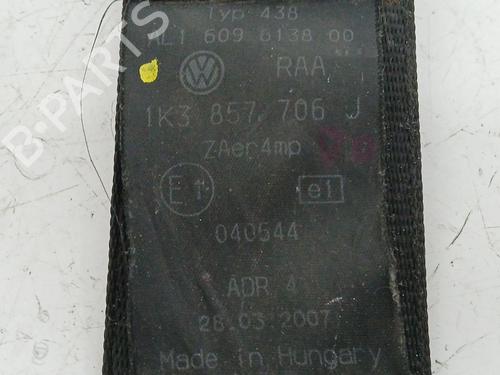 Typ 438
AL1 609 6138 00
RAA
1K3 857 706 J
ZAer4mp
E1 e1
040544
ADR 4
28.03.2007
Made in Hungary
B-Parts